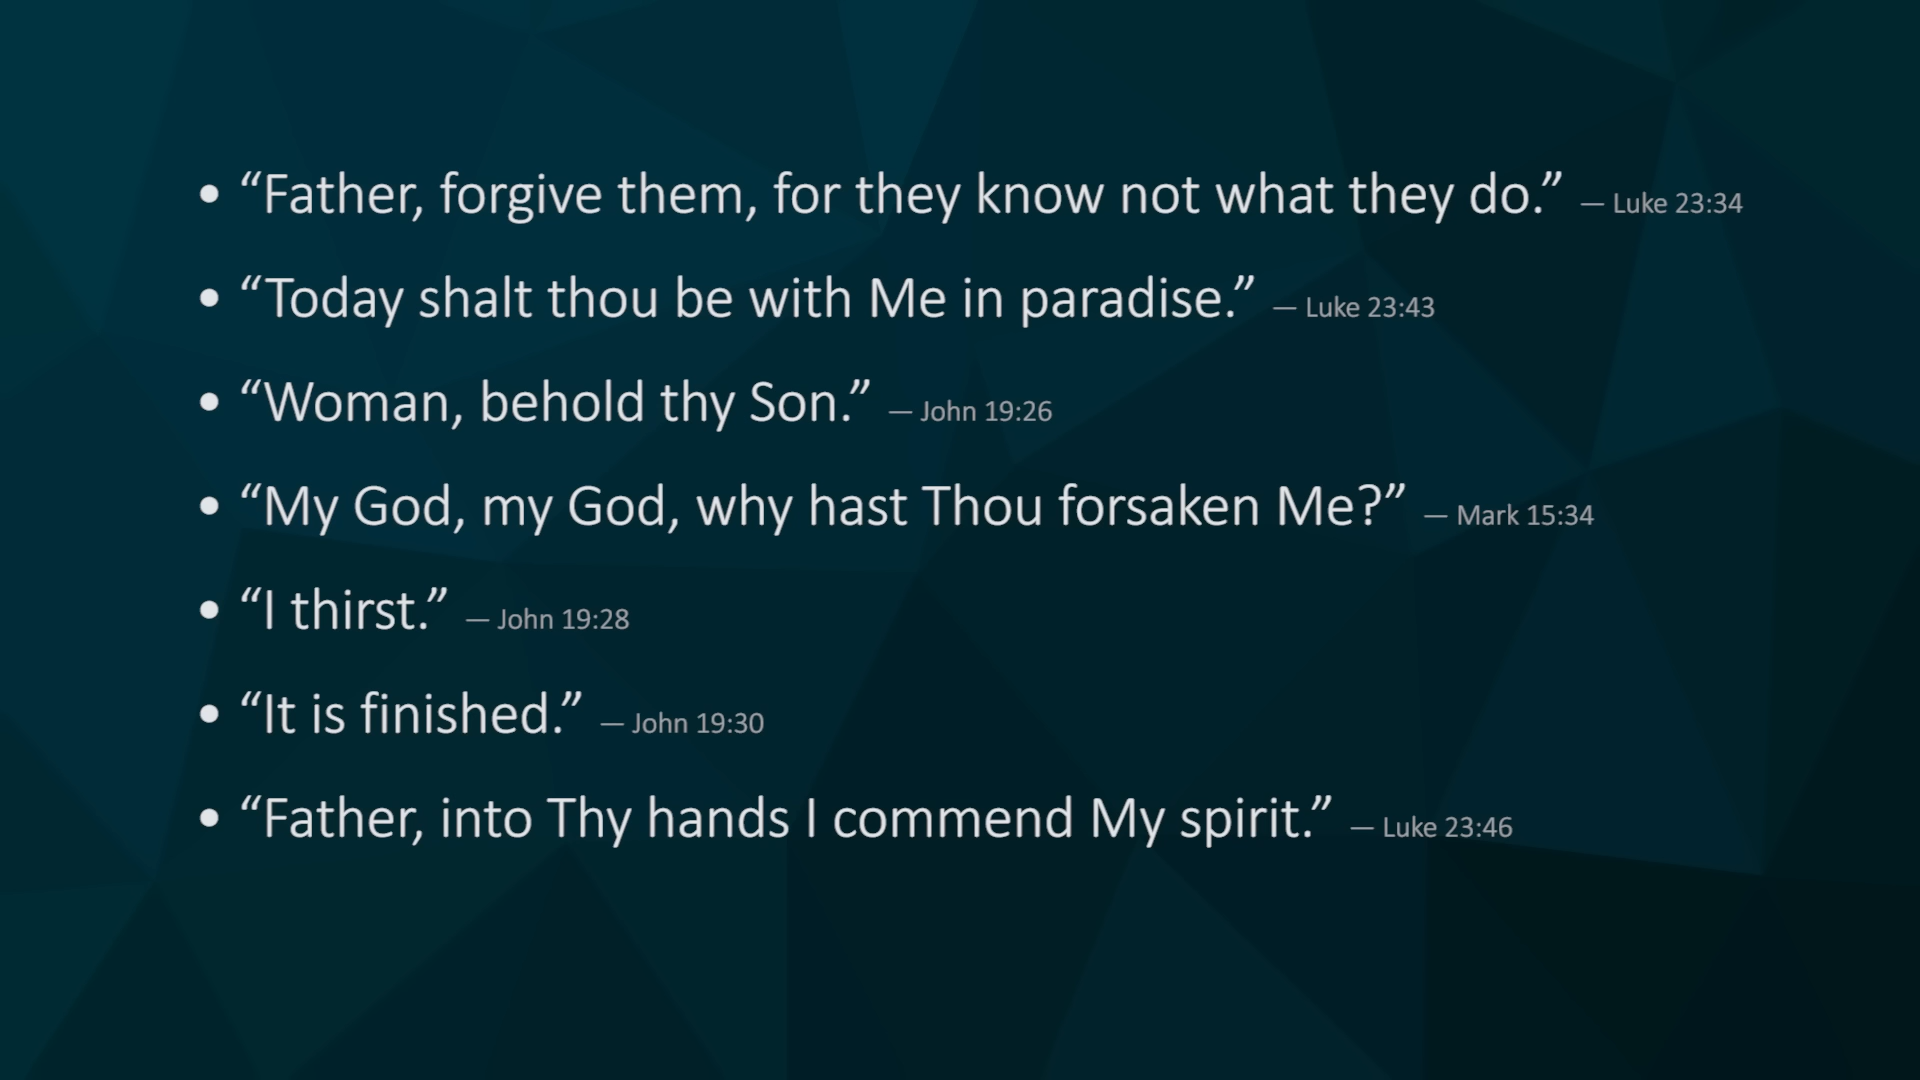 • “Father, forgive them, for they know not what they do.” — Luke 23:34
• “Today shalt thou be with Me in paradise.” — Luke 23:43
• “Woman, behold thy Son.” — John 19:26
• “My God, my God, why hast Thou forsaken Me?” — Mark 15:34
• “I thirst.” — John 19:28
• “It is finished.” — John 19:30
• “Father, into Thy hands I commend My spirit.” — Luke 23:46